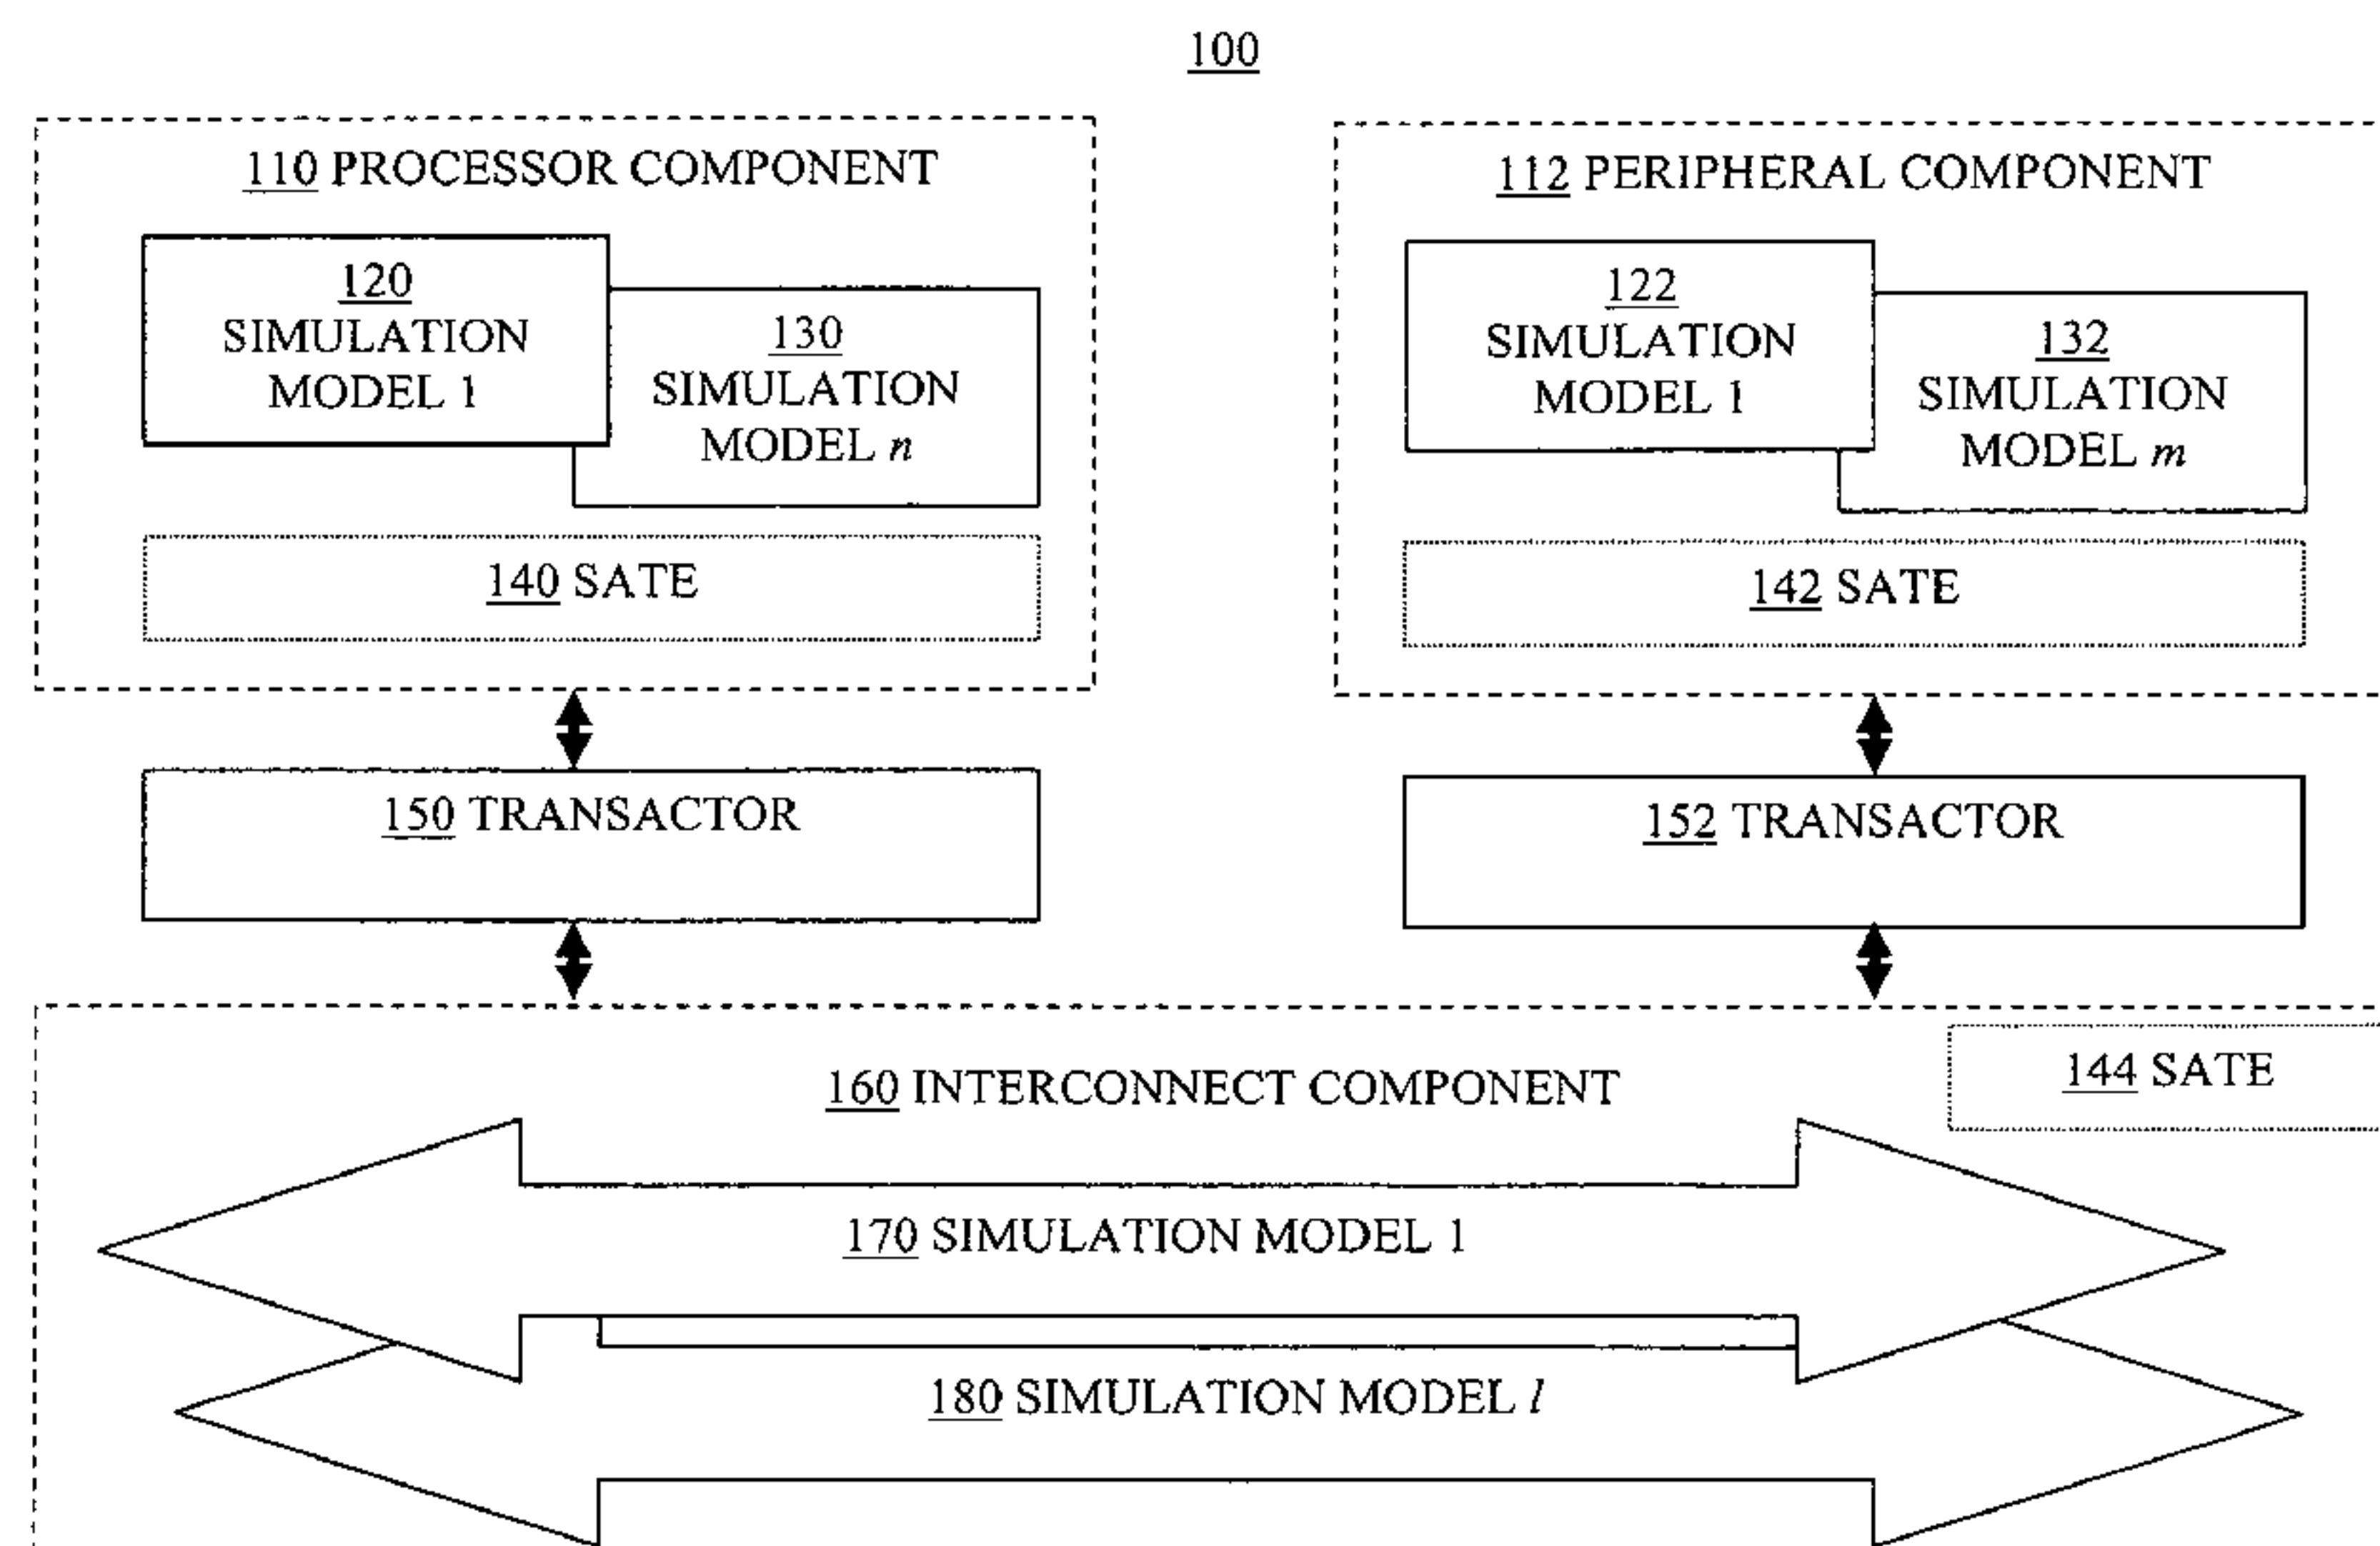 100
110 PROCESSOR COMPONENT
120
SIMULATION
MODEL 1
130
SIMULATION
MODEL n
140 SATE
112 PERIPHERAL COMPONENT
122
SIMULATION
MODEL 1
132
SIMULATION
MODEL m
142 SATE
150 TRANSACTOR
152 TRANSACTOR
160 INTERCONNECT COMPONENT
144 SATE
170 SIMULATION MODEL 1
180 SIMULATION MODEL l